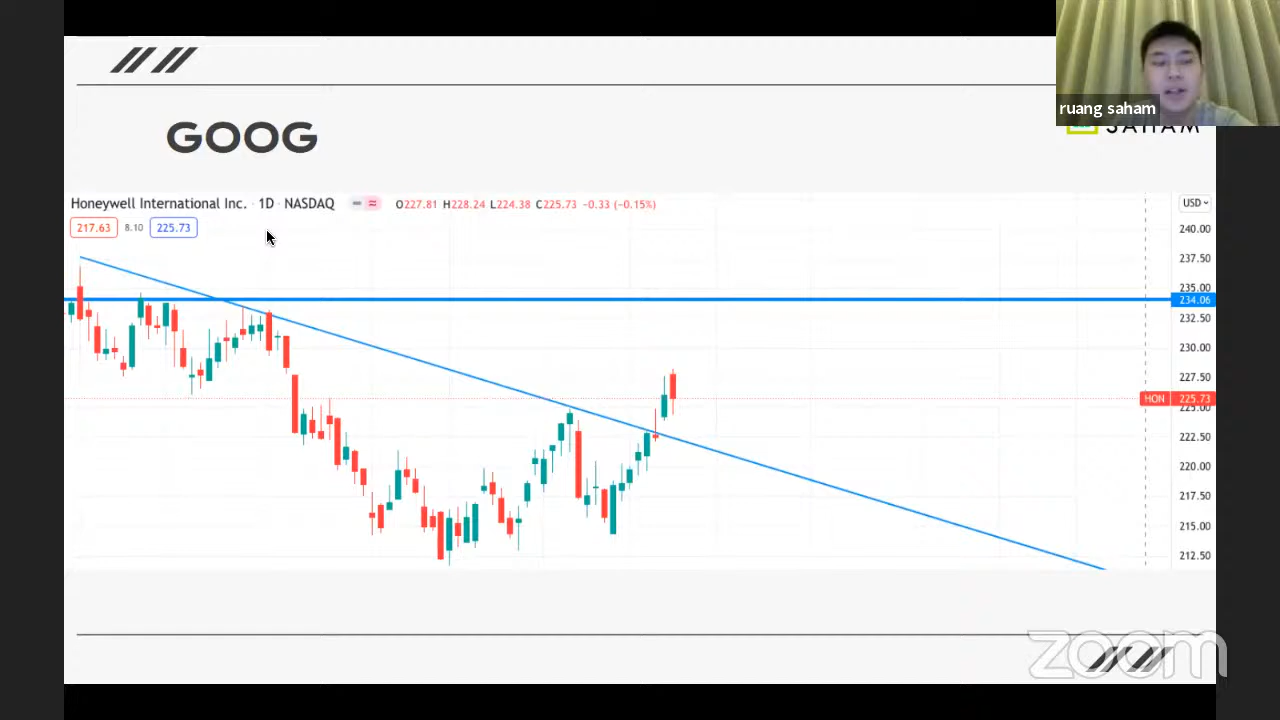 ruang saham
SAHAM
GOOG
Honeywell International Inc. · 1D · NASDAQ O227.81 H228.24 L224.38 C225.73 -0.33 (-0.15%)
USD
217.63 8.10 225.73
240.00
237.50
235.00
234.06
232.50
230.00
227.50
HON 225.73
225.00
222.50
220.00
217.50
215.00
212.50
zoom